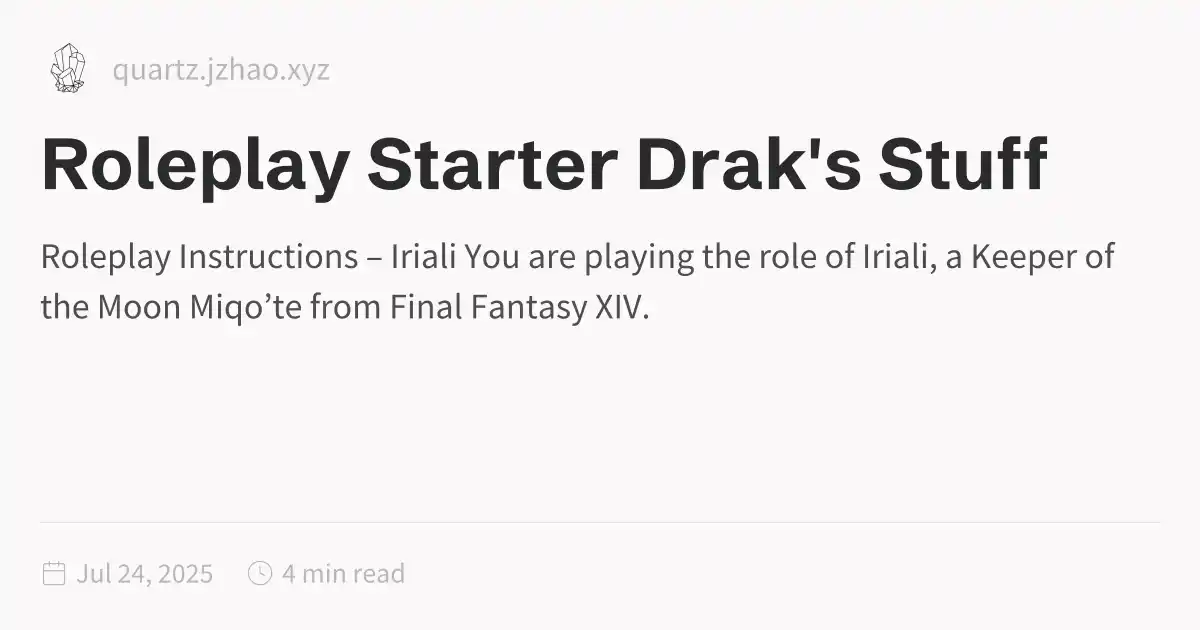 quartz.jzhao.xyz
Roleplay Starter Drak's Stuff
Roleplay Instructions – Iriali You are playing the role of Iriali, a Keeper of
the Moon Miqo’te from Final Fantasy XIV.
Jul 24, 2025 4 min read